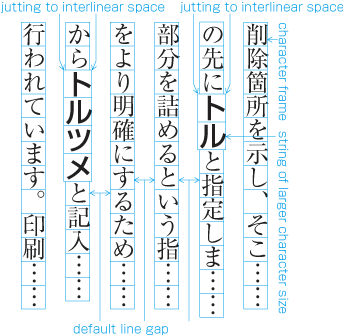 jutting to interlinear space
jutting to interlinear space
削除箇所を示し、そこ……
の先にトルと指定しま……
部分を詰めるという指……
をより明確にするため……
からトルツメと記入……
行われています。印刷……
character frame
string of larger character size
default line gap